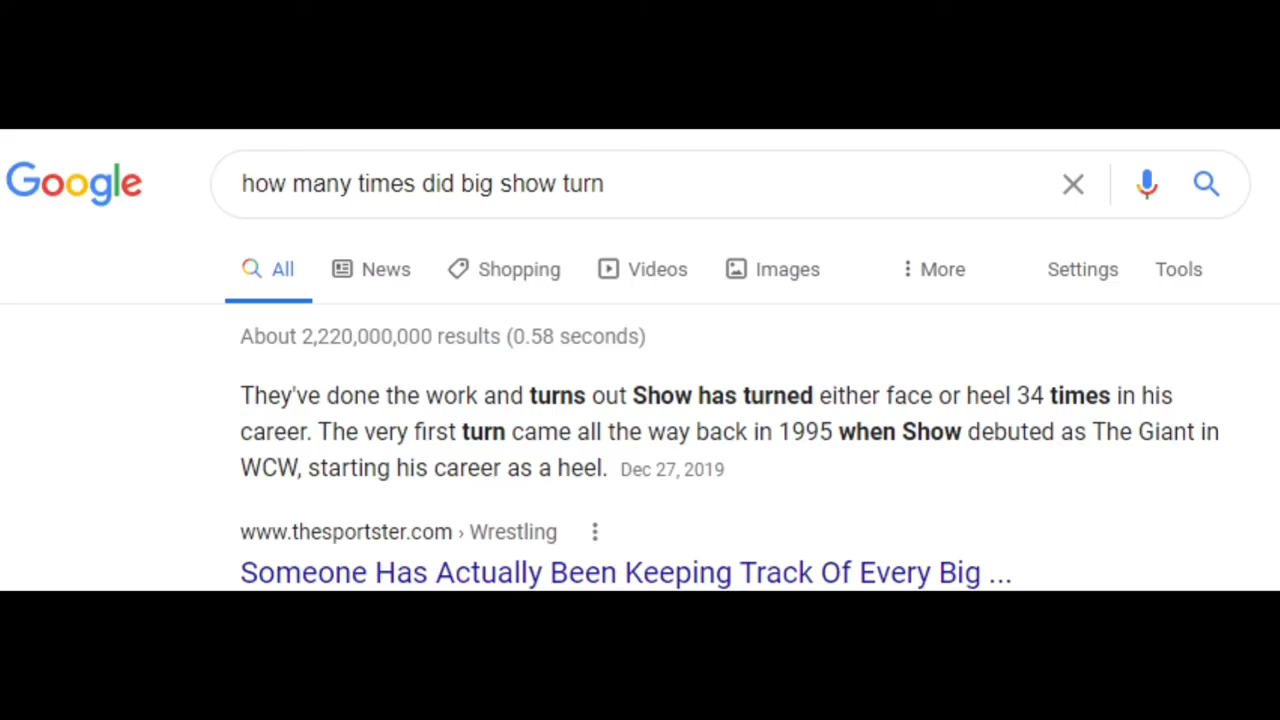 Google
how many times did big show turn
All News Shopping Videos Images More Settings Tools
About 2,220,000,000 results (0.58 seconds)
They've done the work and turns out Show has turned either face or heel 34 times in his
career. The very first turn came all the way back in 1995 when Show debuted as The Giant in
WCW, starting his career as a heel. Dec 27, 2019
www.thesportster.com › Wrestling
Someone Has Actually Been Keeping Track Of Every Big ...